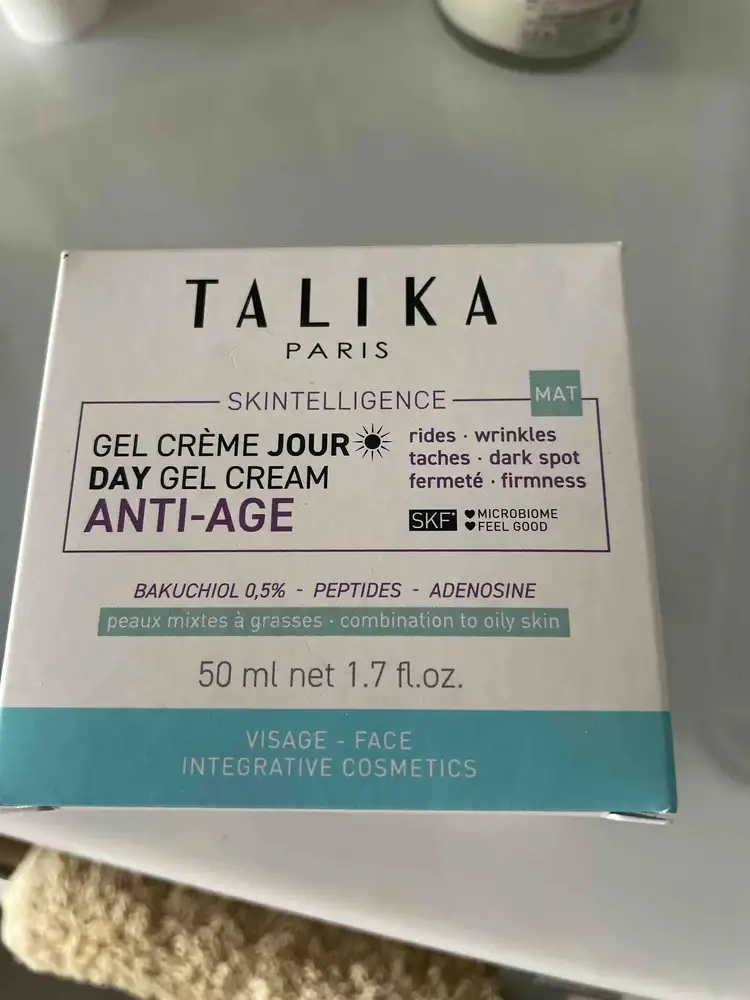 TALIKA
PARIS
SKINTELLIGENCE
MAT
GEL CRÈME JOUR
DAY GEL CREAM
ANTI-AGE
rides · wrinkles
taches · dark spot
fermeté · firmness
SKF*
MICROBIOME
FEEL GOOD
BAKUCHIOL 0,5% - PEPTIDES - ADENOSINE
peaux mixtes à grasses · combination to oily skin
50 ml net 1.7 fl.oz.
VISAGE - FACE
INTEGRATIVE COSMETICS